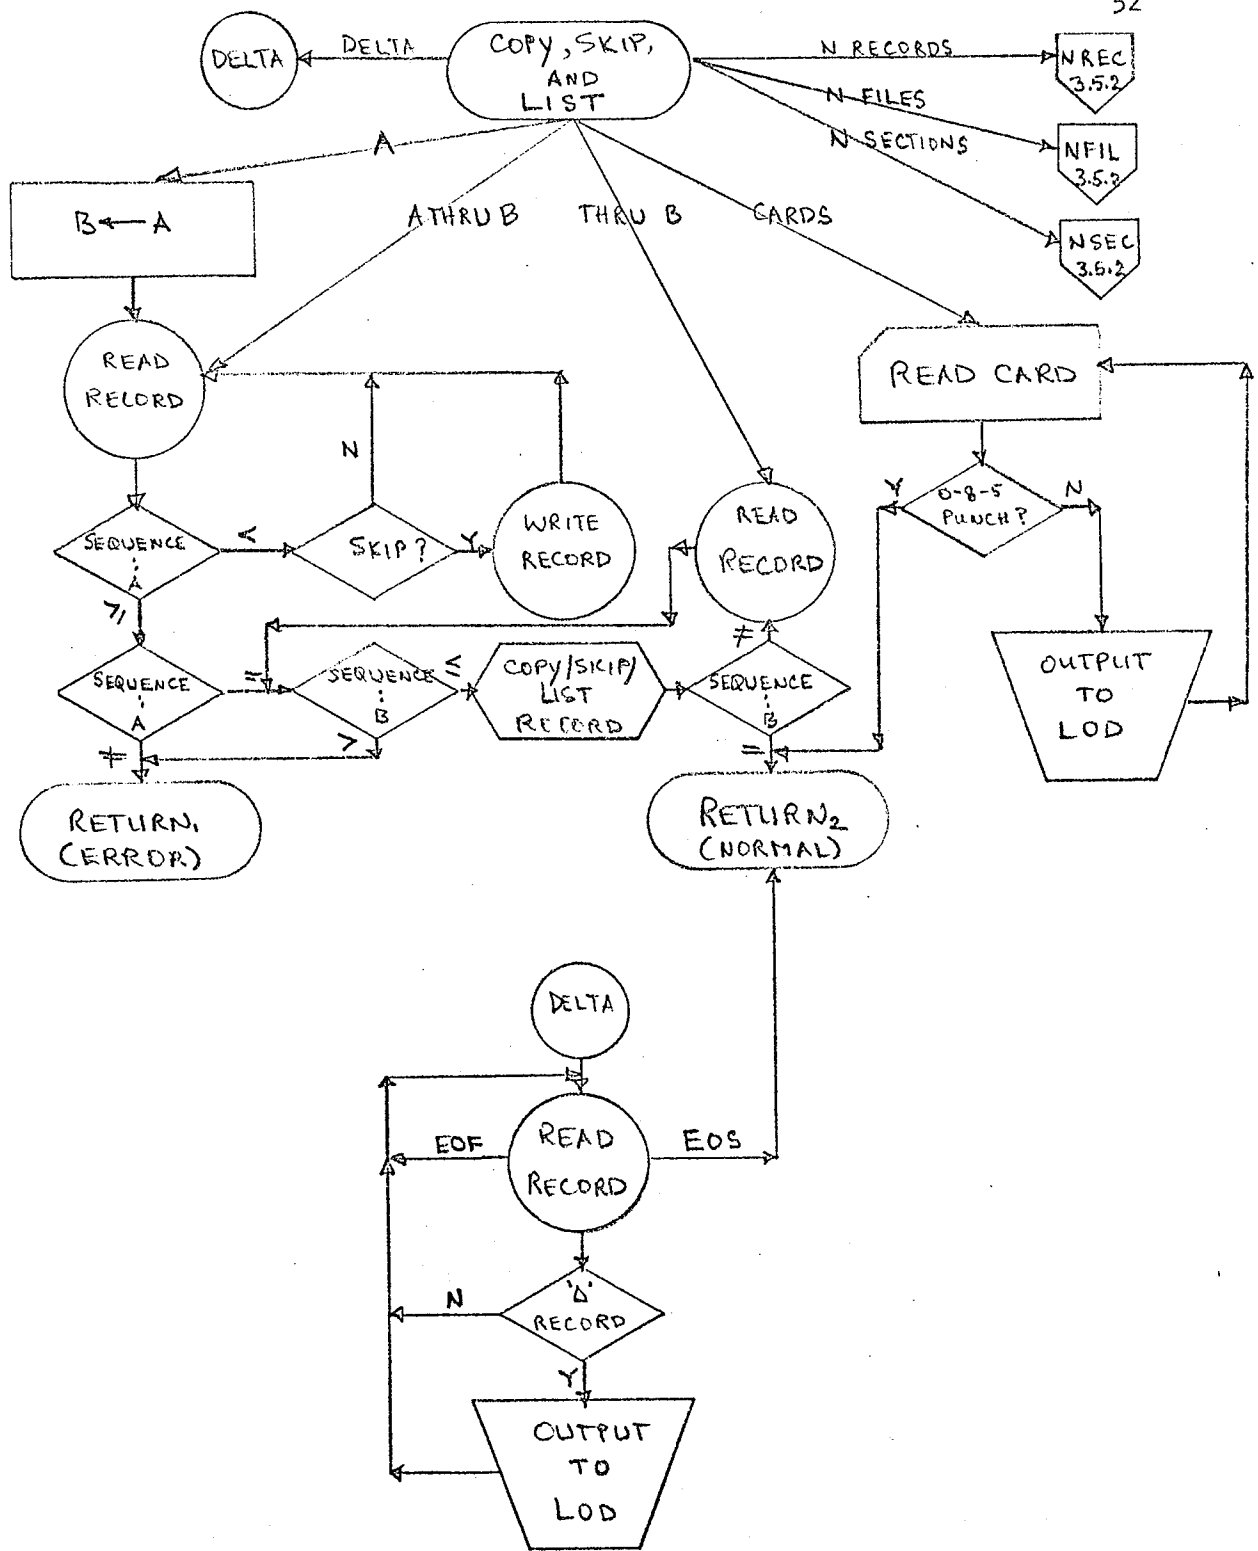 52
DELTA
DELTA
COPY, SKIP,
AND
LIST
N RECORDS
NREC
3.5.2
N FILES
NFIL
3.5.2
N SECTIONS
NSEC
3.5.2
A
B ← A
A THRU B
THRU B
CARDS
READ
RECORD
N
READ CARD
Y
0-8-5
PUNCH?
N
SEQUENCE
:
A
<
SKIP?
Y
WRITE
RECORD
READ
RECORD
≥
≠
SEQUENCE
:
A
=
SEQUENCE
:
B
≤
COPY/SKIP/
LIST
RECORD
SEQUENCE
:
B
OUTPUT
TO
LOD
≠
>
=
RETURN₁
(ERROR)
RETURN₂
(NORMAL)
DELTA
EOF
READ
RECORD
EOS
N
'Δ'
RECORD
Y
OUTPUT
TO
LOD